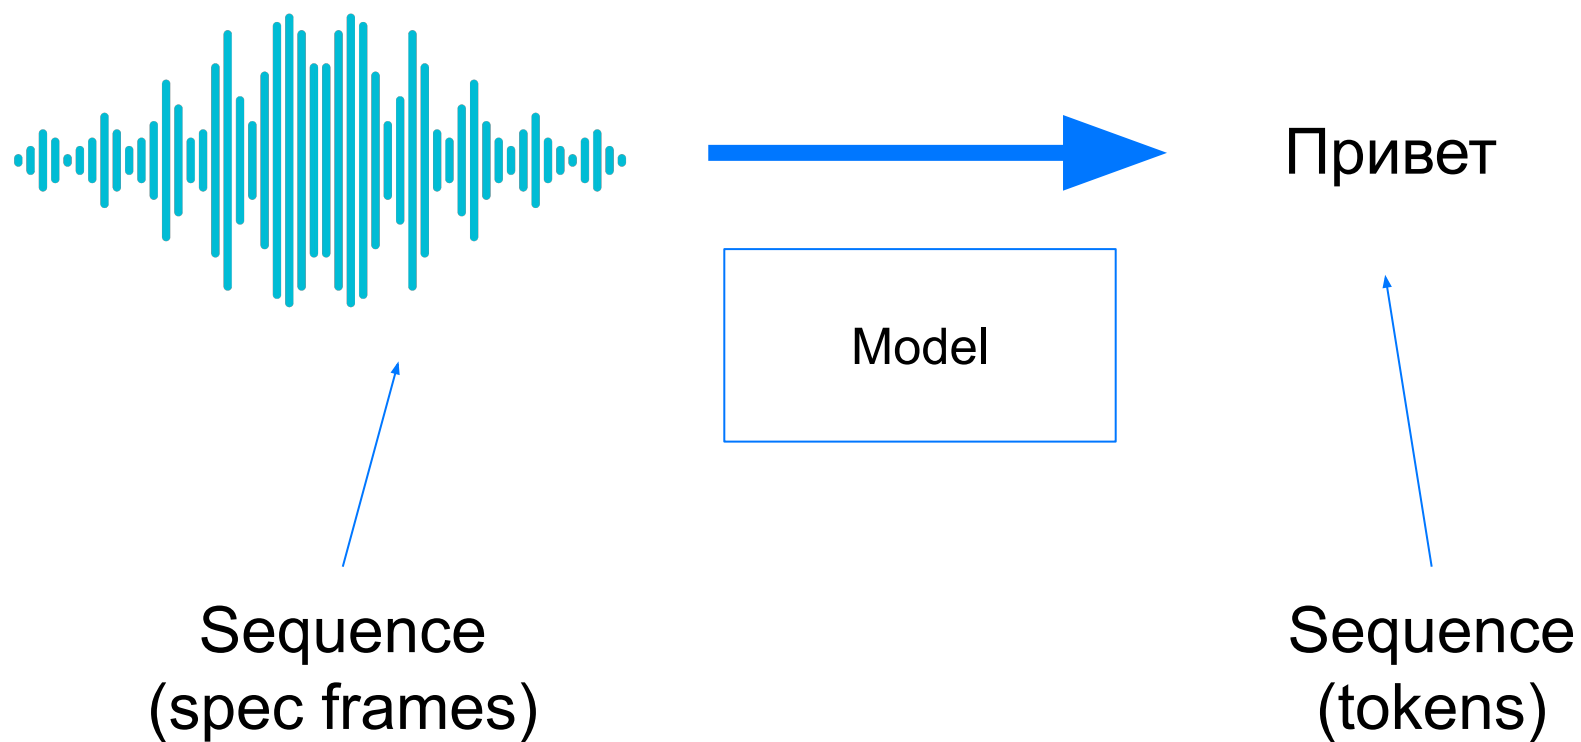 Привет
Model
Sequence
(spec frames)
Sequence
(tokens)